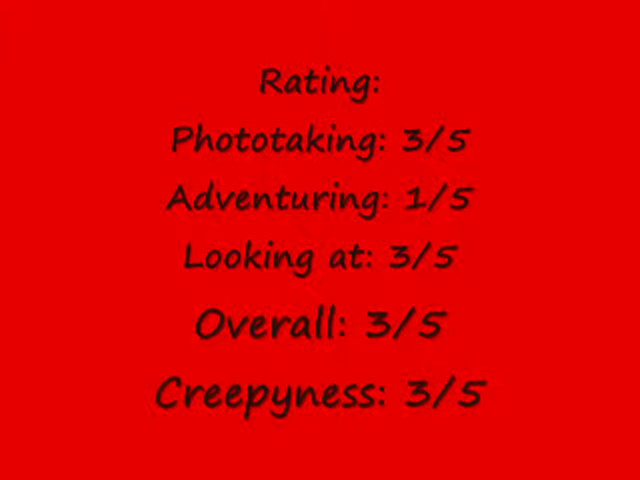 Rating:
Phototaking: 3/5
Adventuring: 1/5
Looking at: 3/5
Overall: 3/5
Creepyness: 3/5